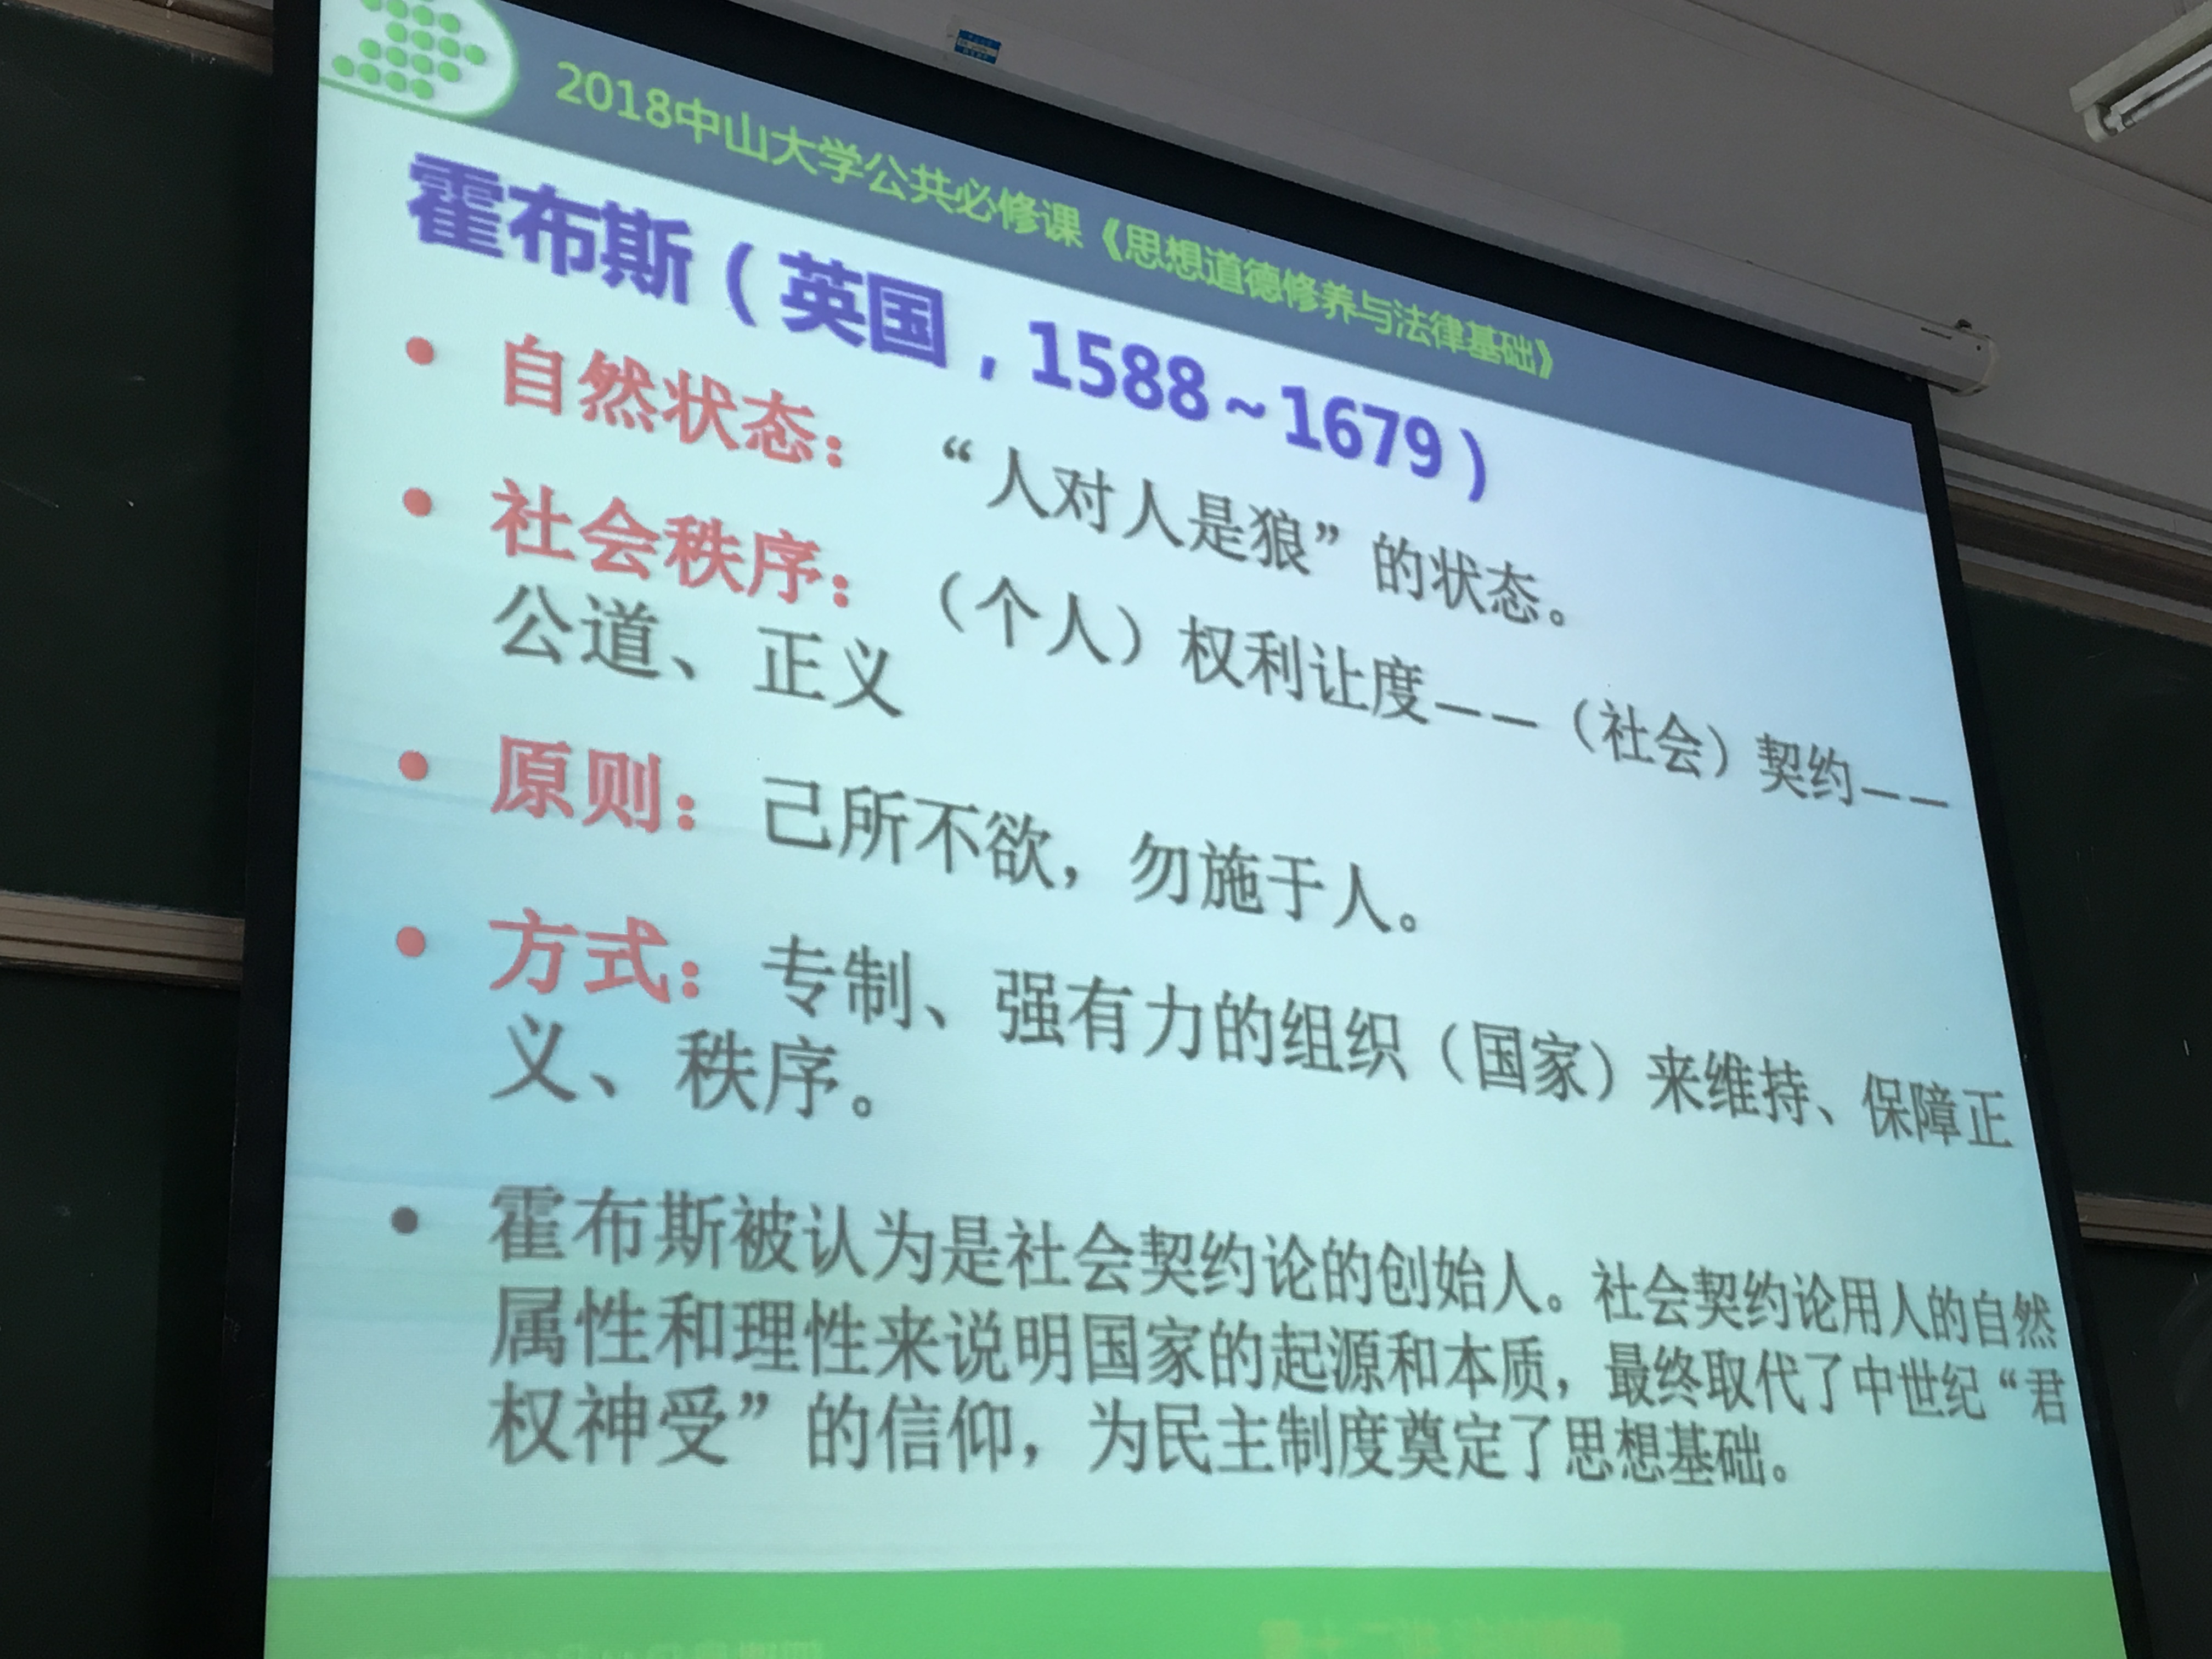 2018中山大学公共必修课《思想道德修养与法律基础》
霍布斯（英国，1588～1679）
• 自然状态： “人对人是狼”的状态。
• 社会秩序： （个人）权利让度——（社会）契约——
公道、正义
• 原则： 己所不欲，勿施于人。
• 方式： 专制、强有力的组织（国家）来维持、保障正
义、秩序。
• 霍布斯被认为是社会契约论的创始人。社会契约论用人的自然
属性和理性来说明国家的起源和本质，最终取代了中世纪“君
权神受”的信仰，为民主制度奠定了思想基础。